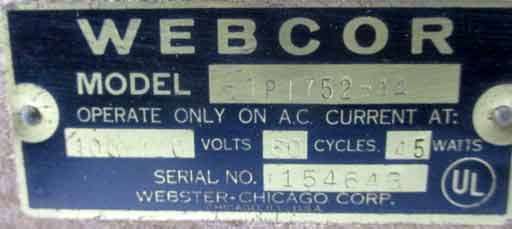 WEBCOR
MODEL
OPERATE ONLY ON A.C. CURRENT AT:
VOLTS 60 CYCLES. 45 WATTS
SERIAL NO.
WEBSTER-CHICAGO CORP.
UL